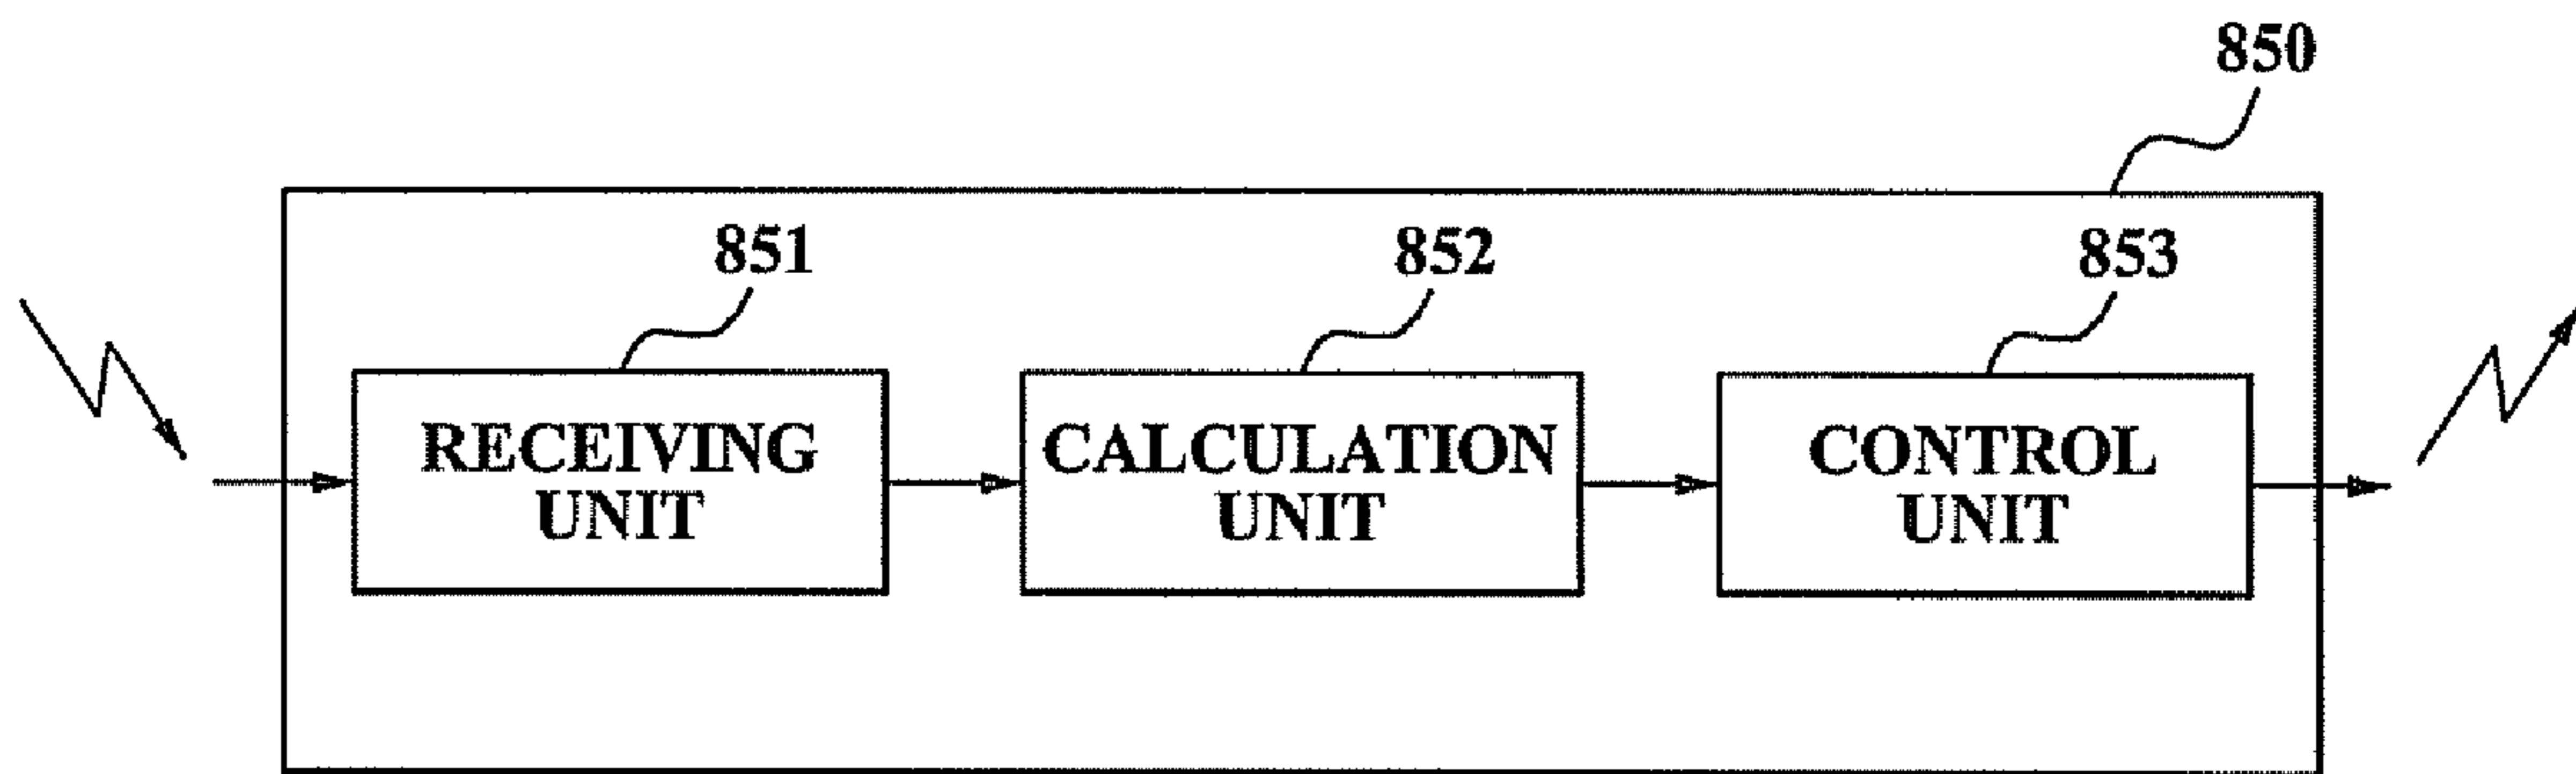 850
851
852
853
RECEIVING
UNIT
CALCULATION
UNIT
CONTROL
UNIT